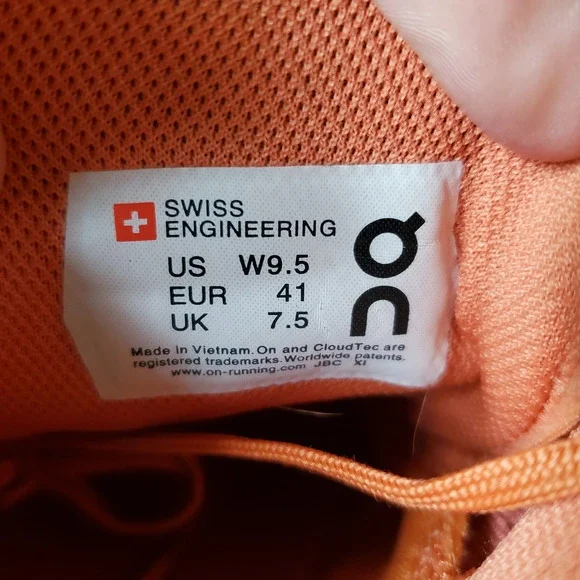 SWISS
ENGINEERING
US W9.5
EUR 41
UK 7.5
Made in Vietnam. On and CloudTec are
registered trademarks. Worldwide patents.
www.on-running.com JBC XI
On